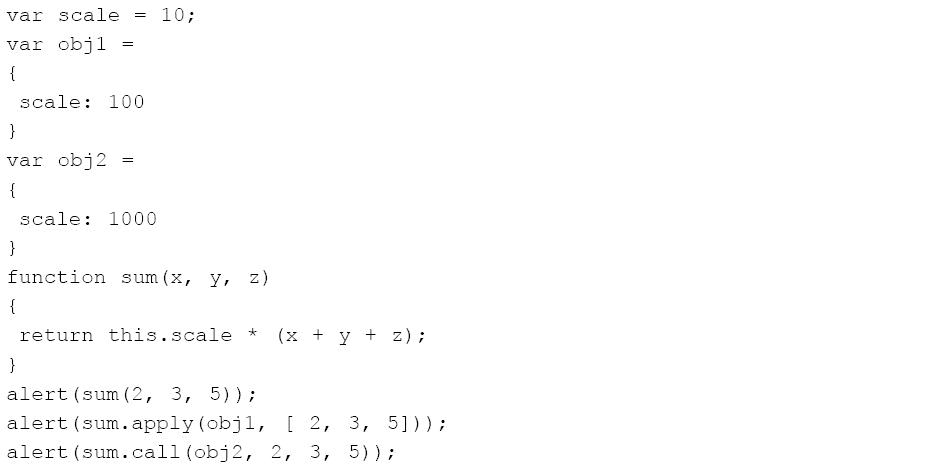 var scale = 10;
var obj1 =
{
 scale: 100
}
var obj2 =
{
 scale: 1000
}
function sum(x, y, z)
{
 return this.scale * (x + y + z);
}
alert(sum(2, 3, 5));
alert(sum.apply(obj1, [ 2, 3, 5]));
alert(sum.call(obj2, 2, 3, 5));